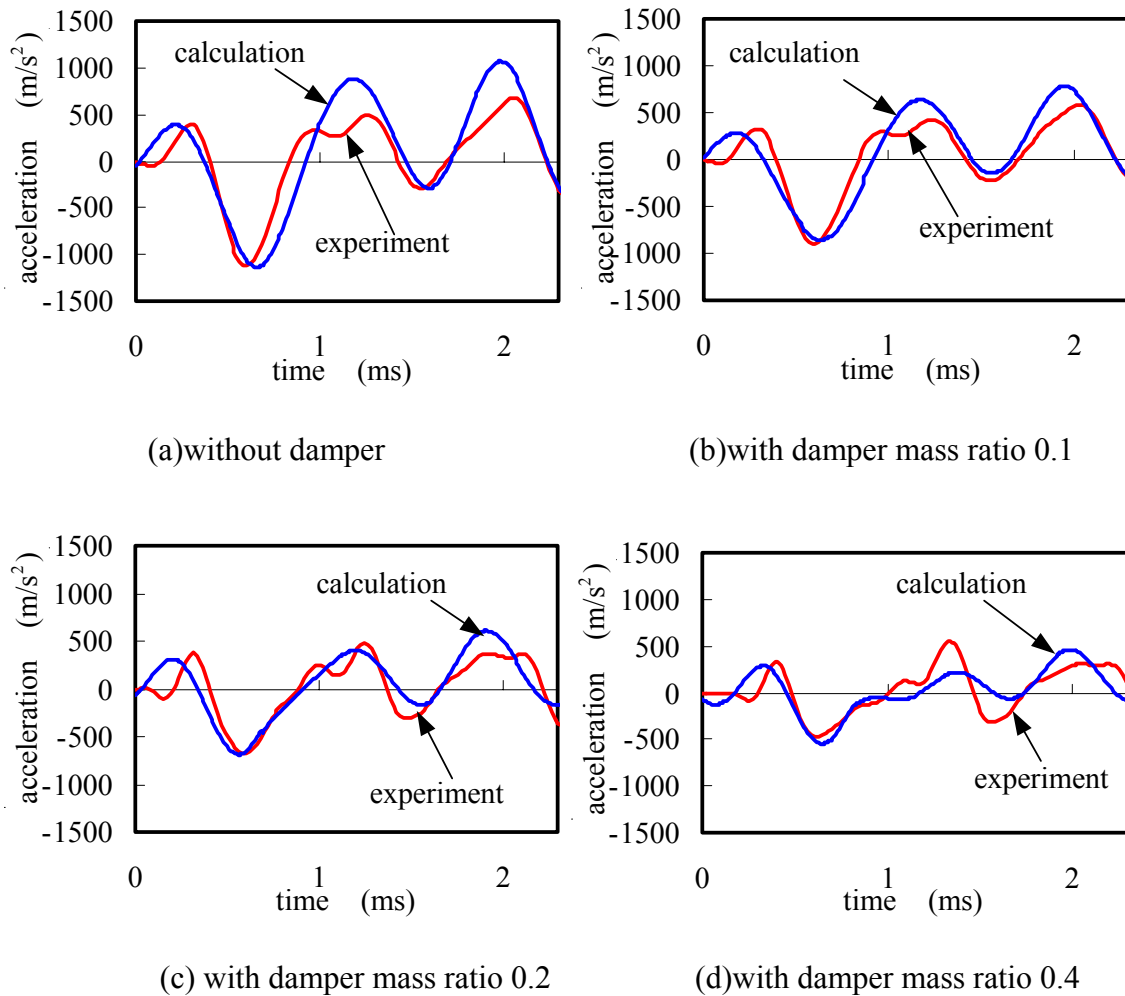 1500
1000
500
0
-500
-1000
-1500
acceleration (m/s²)
calculation
experiment
0 1 2
time (ms)
(a)without damper
1500
1000
500
0
-500
-1000
-1500
acceleration (m/s²)
calculation
experiment
0 1 2
time (ms)
(b)with damper mass ratio 0.1
1500
1000
500
0
-500
-1000
-1500
acceleration (m/s²)
calculation
experiment
0 1 2
time (ms)
(c) with damper mass ratio 0.2
1500
1000
500
0
-500
-1000
-1500
acceleration (m/s²)
calculation
experiment
0 1 2
time (ms)
(d)with damper mass ratio 0.4